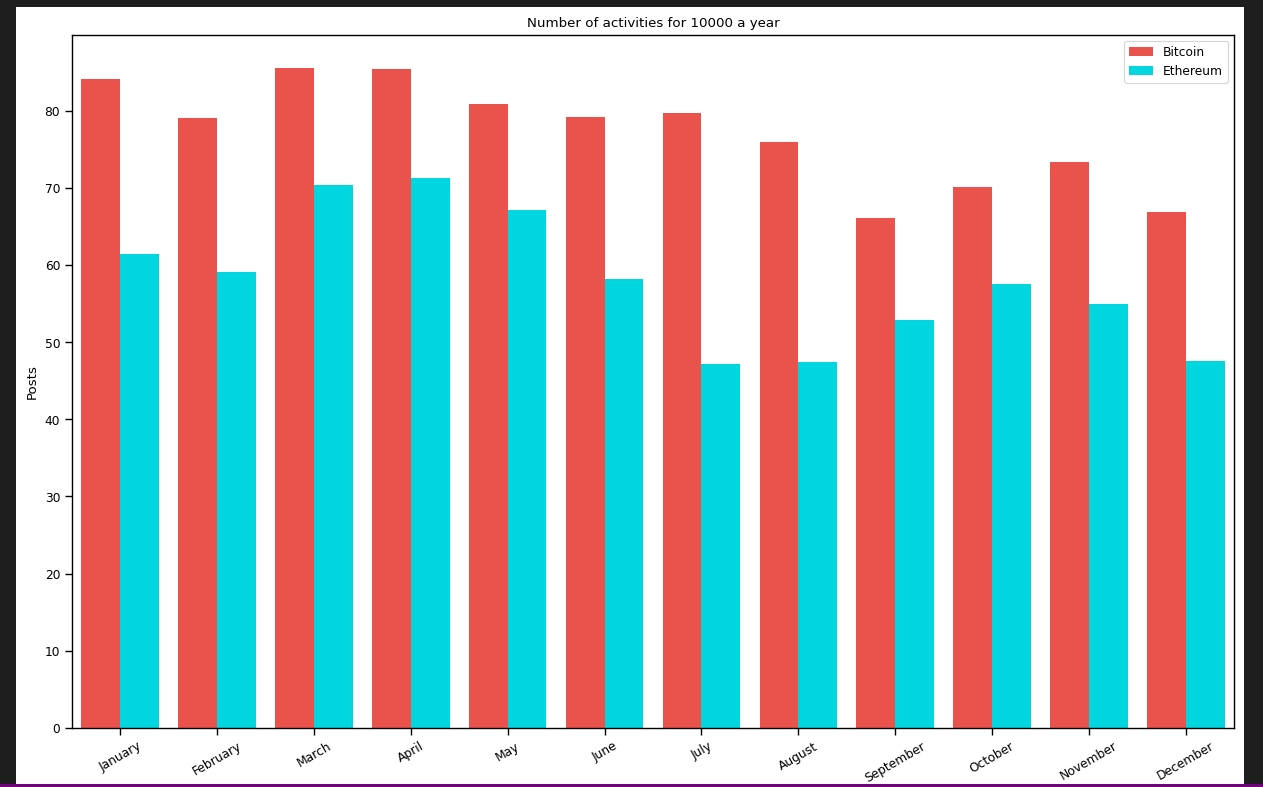 Number of activities for 10000 a year
Bitcoin
Ethereum
Posts
80
70
60
50
40
30
20
10
0
January
February
March
April
May
June
July
August
September
October
November
December